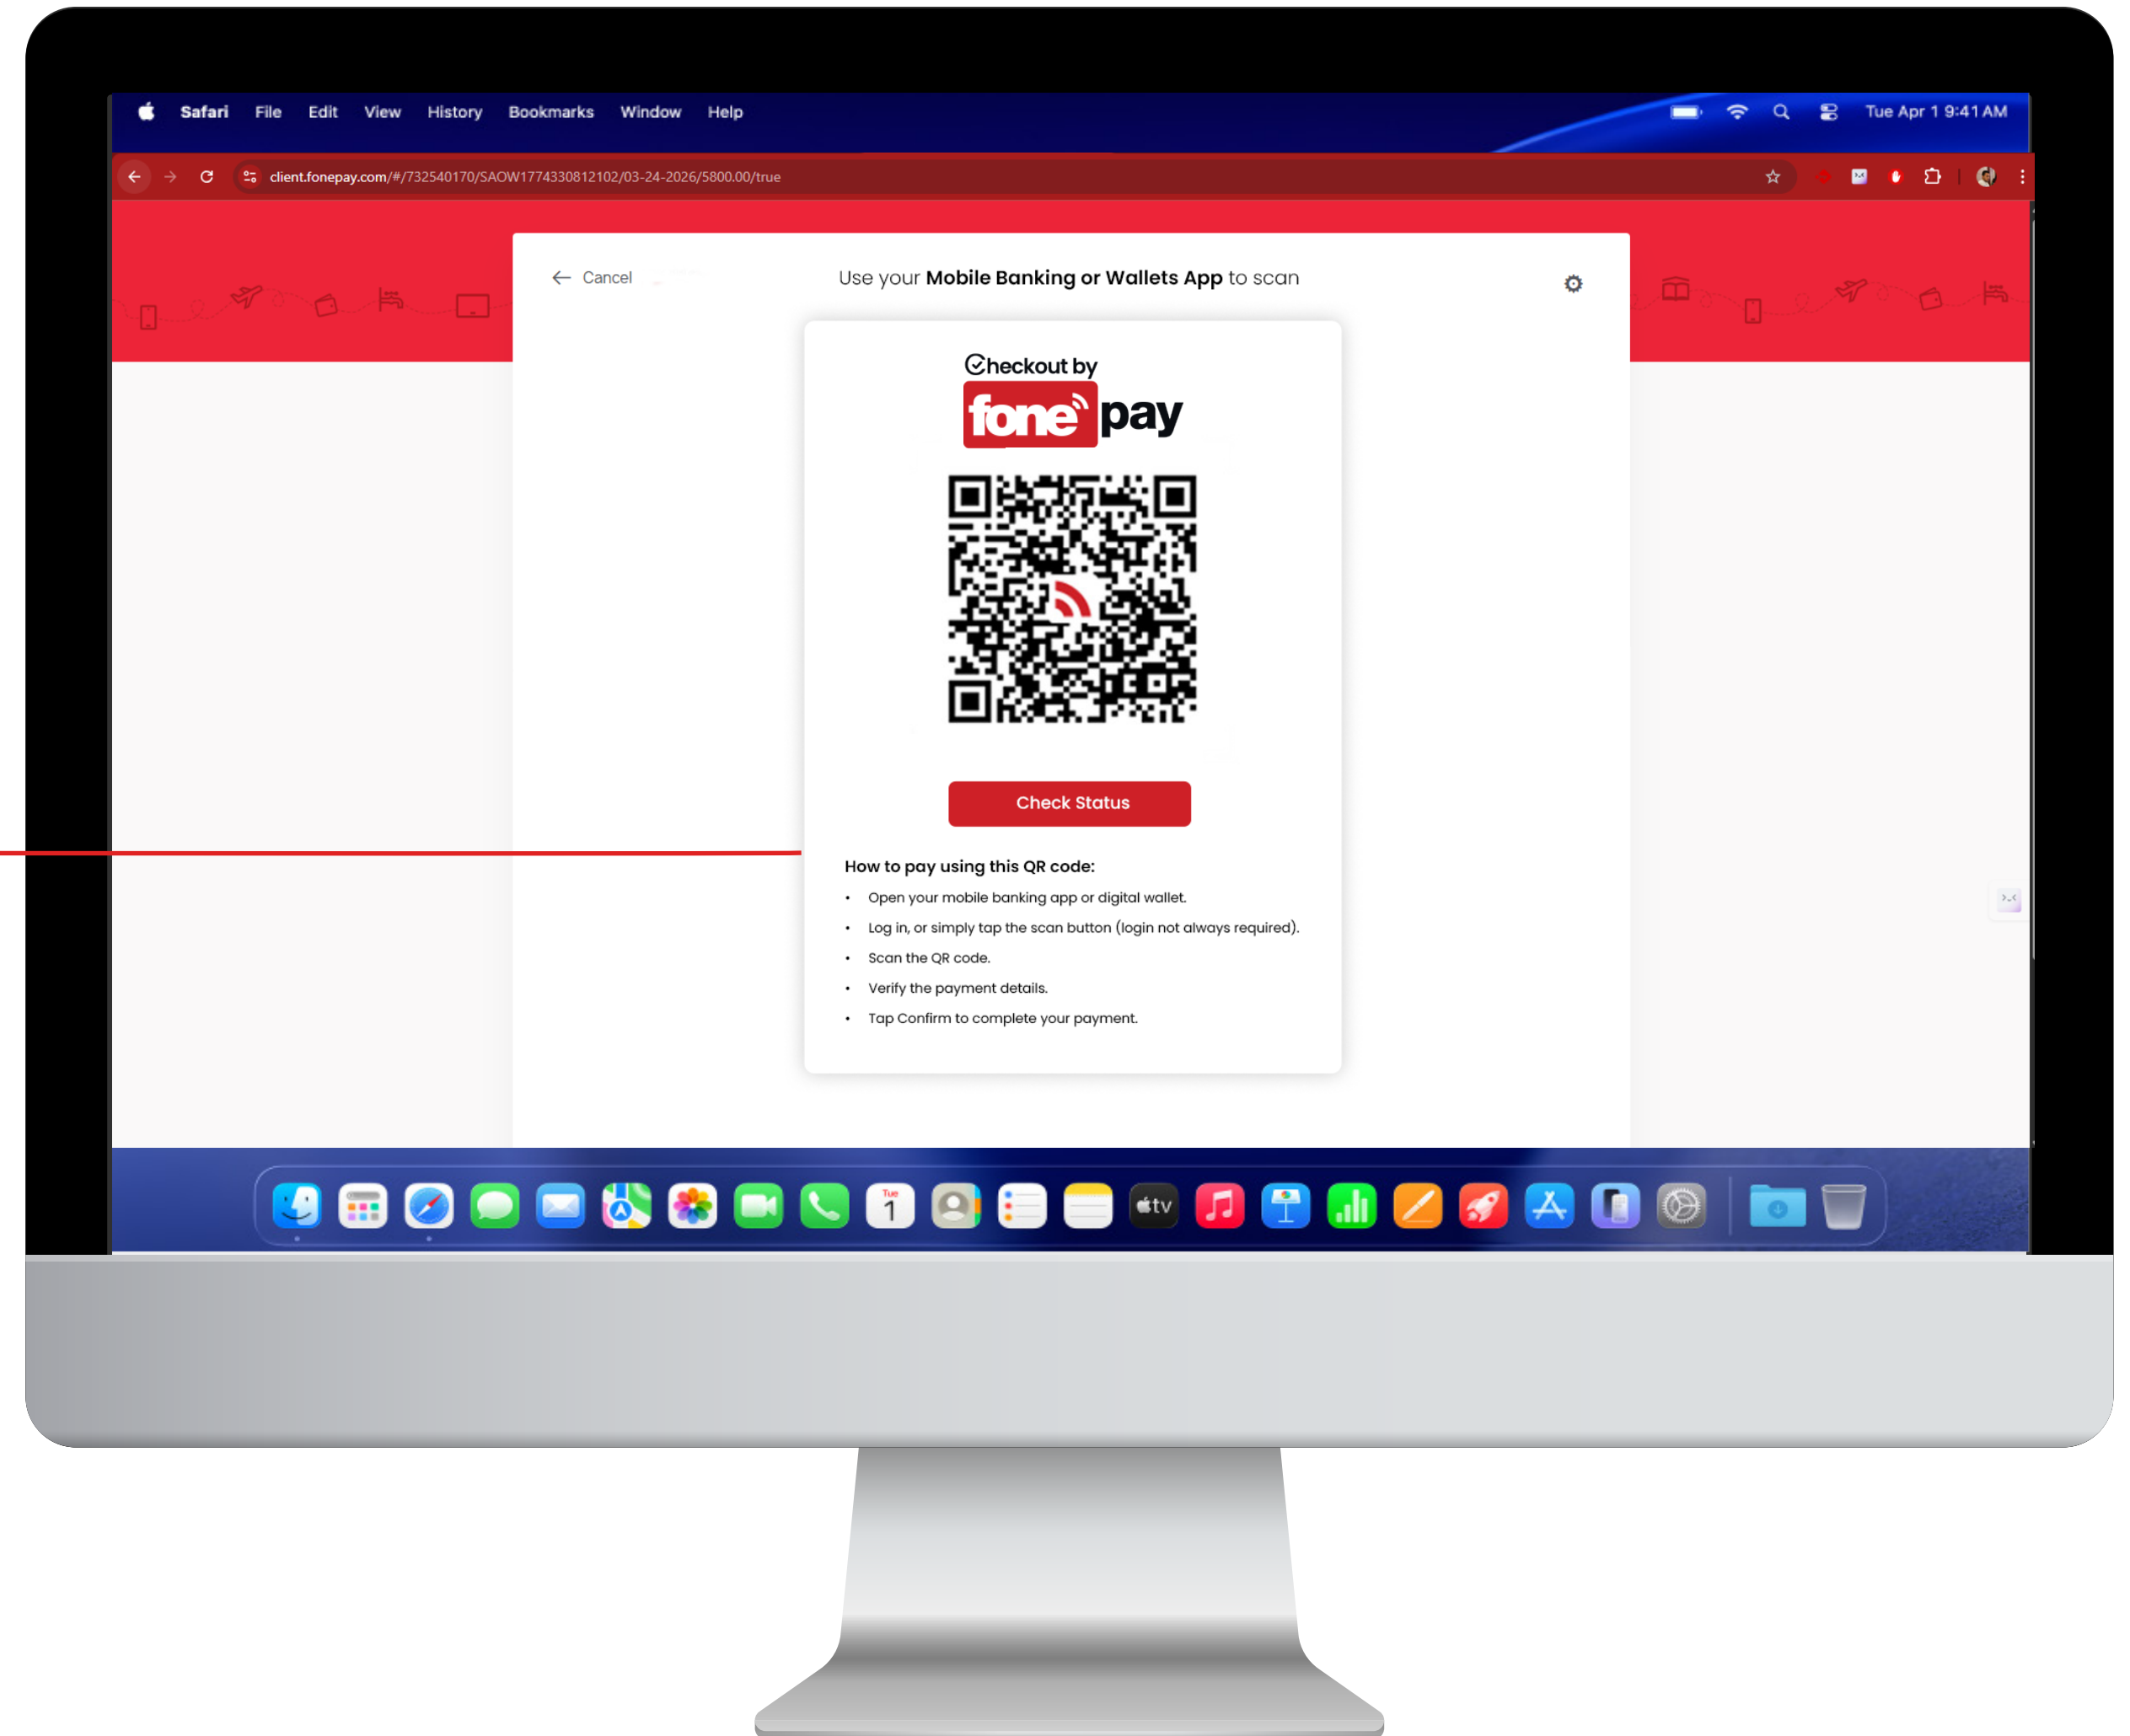 Safari File Edit View History Bookmarks Window Help Tue Apr 1 9:41 AM
client.fonepay.com/#/732540170/SAOW1774330812102/03-24-2026/5800.00/true
Cancel Use your Mobile Banking or Wallets App to scan
Checkout by
fone pay
Check Status
How to pay using this QR code:
• Open your mobile banking app or digital wallet.
• Log in, or simply tap the scan button (login not always required).
• Scan the QR code.
• Verify the payment details.
• Tap Confirm to complete your payment.
Tue
1
tv